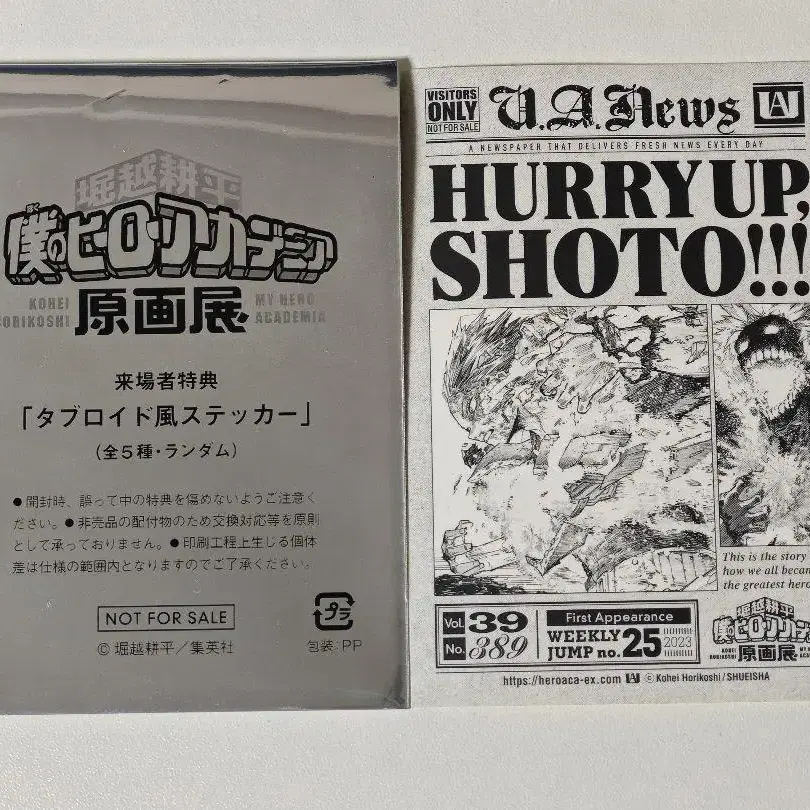 堀越耕平
僕のヒーローアカデミア
KOHEI
HORIKOSHI
原画展
MY HERO
ACADEMIA
来場者特典
「タブロイド風ステッカー」
(全5種・ランダム)
●開封時、誤って中の特典を傷めないようご注意く
ださい。●非売品の配付物のため交換対応等を原則
として承っておりません。●印刷工程上生じる個体
差は仕様の範囲内となりますのでご了承ください。
NOT FOR SALE
プラ
© 堀越耕平/集英社
包装:PP
VISITORS
ONLY
NOT FOR SALE
U.A.News
UA
A NEWSPAPER THAT DELIVERS FRESH NEWS EVERY DAY
HURRY UP,
SHOTO!!!
This is the story
how we all becam
the greatest hero
Vol. 39
No. 389
First Appearance
WEEKLY
JUMP no. 25
2023
堀越耕平
僕のヒーローアカデ
KOHEI
HORIKOSHI
原画展
MY HE
ACADE
https://heroaca-ex.com UA © Kohei Horikoshi/SHUEISHA